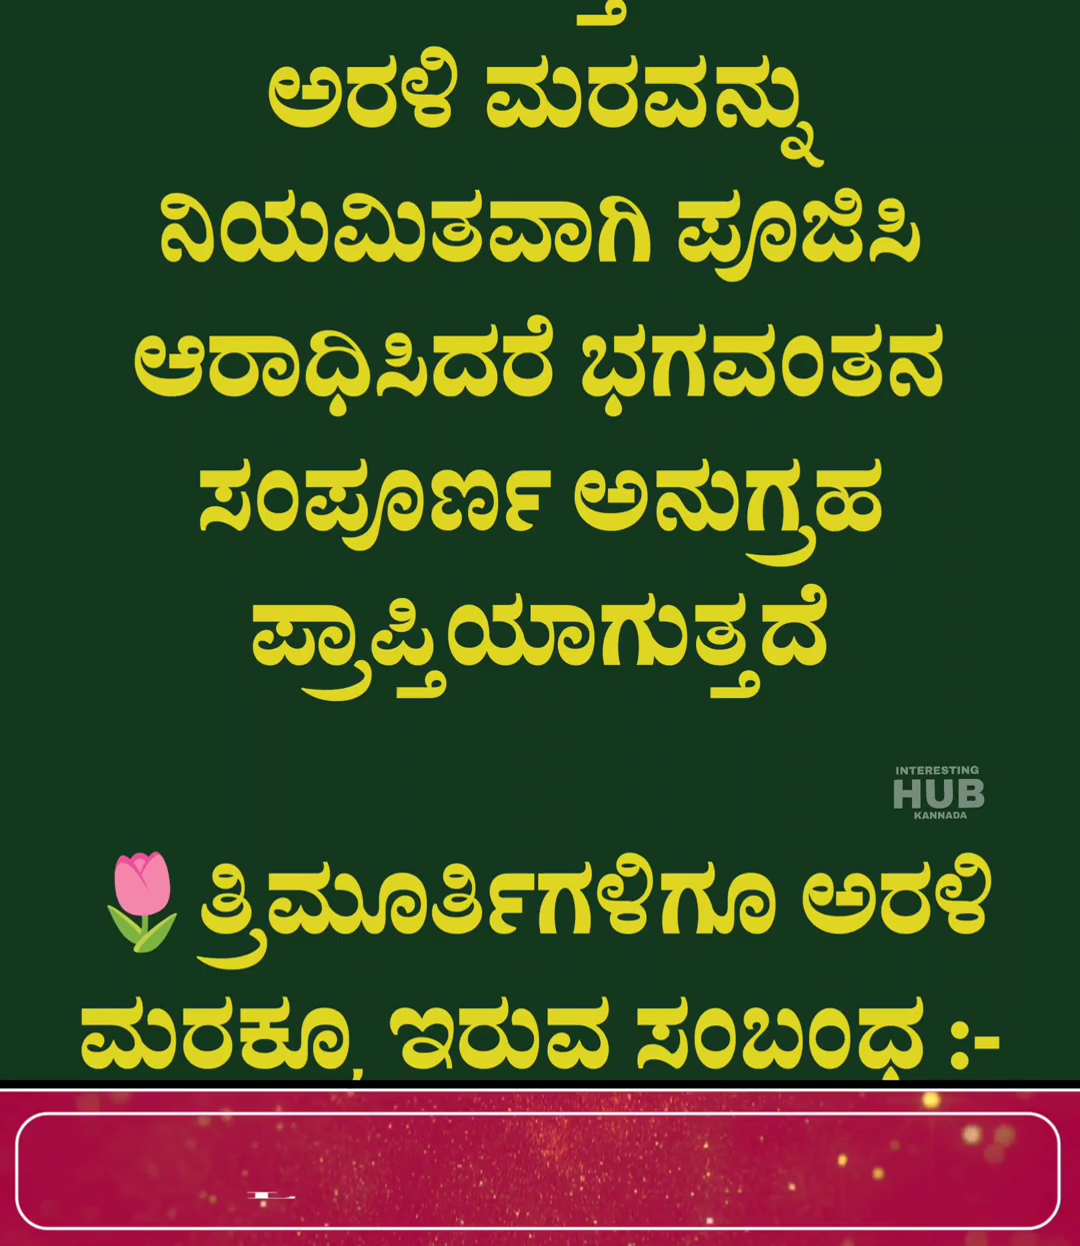 ಅರಳಿ ಮರವನ್ನು
ನಿಯಮಿತವಾಗಿ ಪೂಜಿಸಿ
ಆರಾಧಿಸಿದರೆ ಭಗವಂತನ
ಸಂಪೂರ್ಣ ಅನುಗ್ರಹ
ಪ್ರಾಪ್ತಿಯಾಗುತ್ತದೆ
INTERESTING
HUB
KANNADA
🌷ತ್ರಿಮೂರ್ತಿಗಳಿಗೂ ಅರಳಿ
ಮರಕೂ, ಇರುವ ಸಂಬಂಧ :-